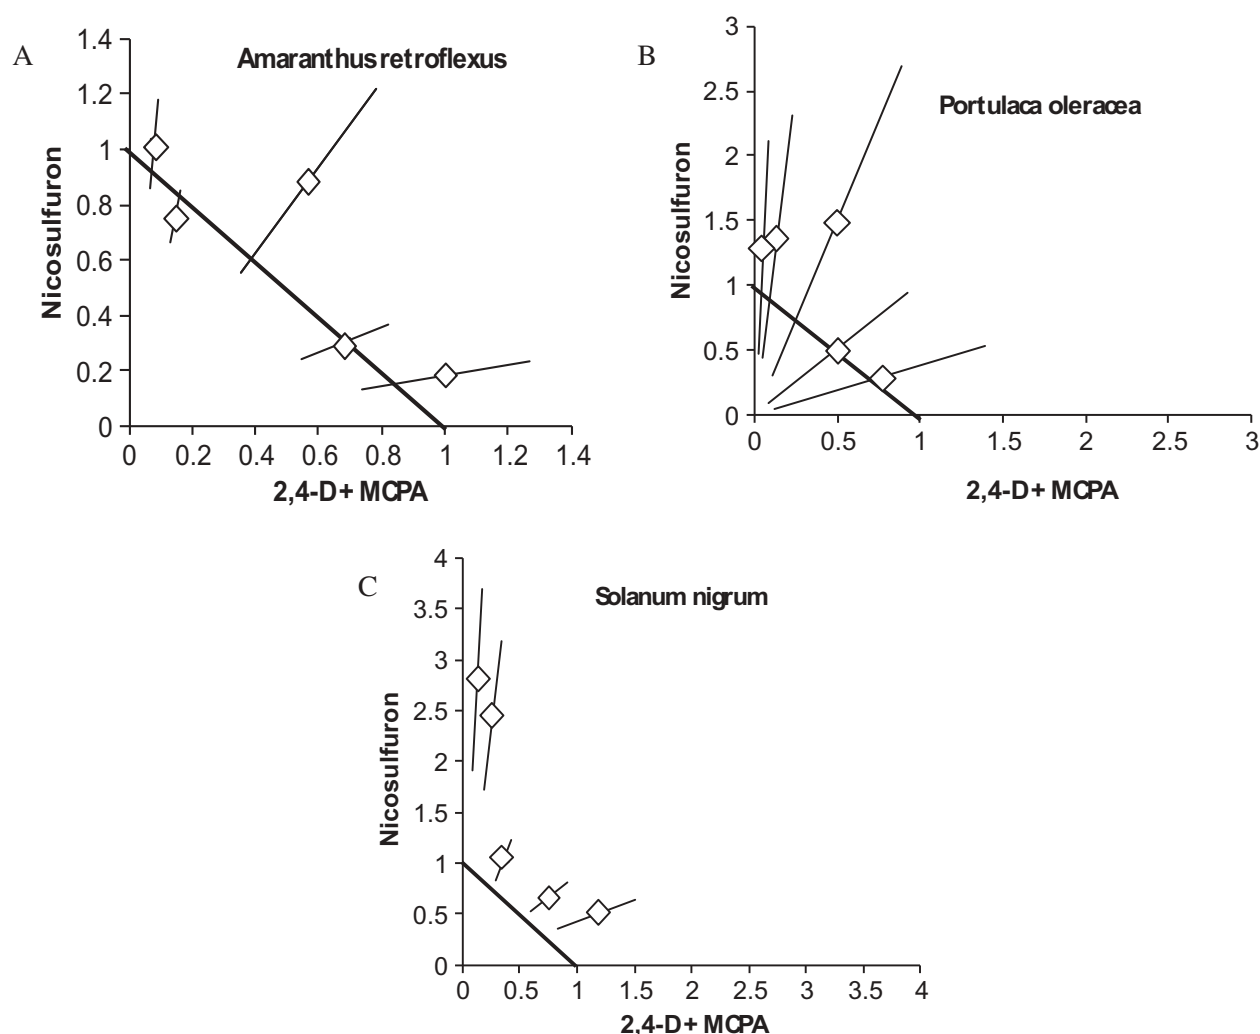 A
Amaranthus retroflexus
Nicosulfuron
1.4
1.2
1
0.8
0.6
0.4
0.2
0
0 0.2 0.4 0.6 0.8 1 1.2 1.4
2,4-D+ MCPA
B
Portulaca oleracea
Nicosulfuron
3
2.5
2
1.5
1
0.5
0
0 0.5 1 1.5 2 2.5 3
2,4-D+ MCPA
C
Solanum nigrum
Nicosulfuron
4
3.5
3
2.5
2
1.5
1
0.5
0
0 0.5 1 1.5 2 2.5 3 3.5 4
2,4-D+ MCPA